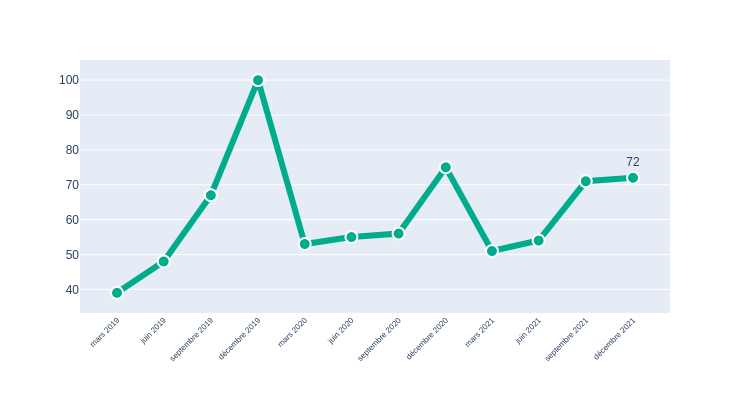 100
90
80
70
60
50
40
72
mars 2019
juin 2019
septembre 2019
décembre 2019
mars 2020
juin 2020
septembre 2020
décembre 2020
mars 2021
juin 2021
septembre 2021
décembre 2021